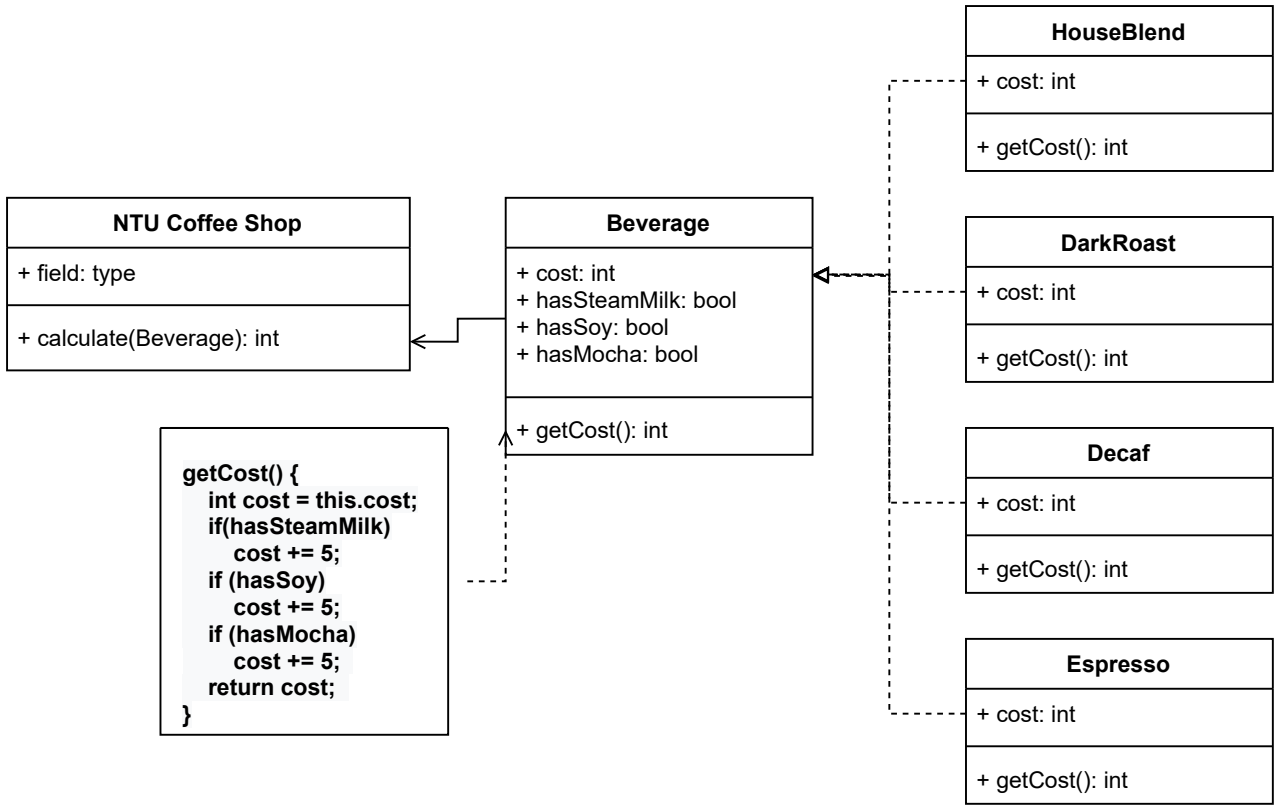 HouseBlend
+ cost: int
+ getCost(): int
NTU Coffee Shop
+ field: type
+ calculate(Beverage): int
Beverage
+ cost: int
+ hasSteamMilk: bool
+ hasSoy: bool
+ hasMocha: bool
+ getCost(): int
DarkRoast
+ cost: int
+ getCost(): int
getCost() {
int cost = this.cost;
if(hasSteamMilk)
cost += 5;
if (hasSoy)
cost += 5;
if (hasMocha)
cost += 5;
return cost;
}
Decaf
+ cost: int
+ getCost(): int
Espresso
+ cost: int
+ getCost(): int